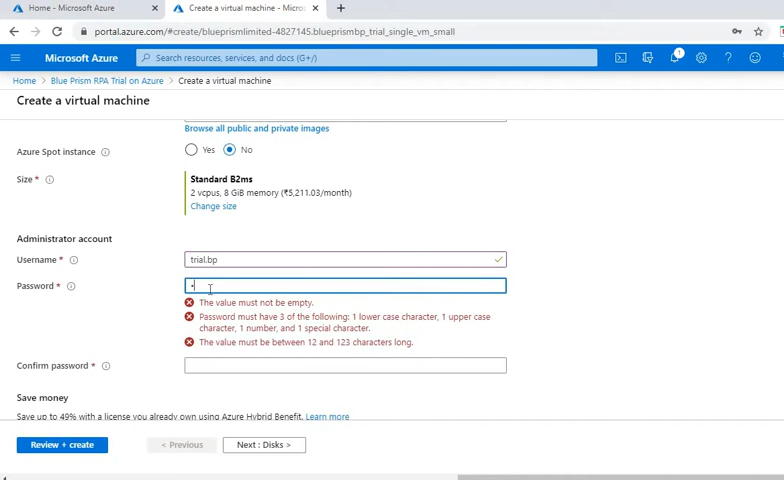 Home - Microsoft Azure
Create a virtual machine - Micros
portal.azure.com/#create/blueprismlimited-4827145.blueprismbp_trial_single_vm_small
Microsoft Azure
Search resources, services, and docs (G+/)
1
Home > Blue Prism RPA Trial on Azure > Create a virtual machine
Create a virtual machine
Browse all public and private images
Azure Spot instance
Yes
No
Size *
Standard B2ms
2 vcpus, 8 GiB memory (₹5,211.03/month)
Change size
Administrator account
Username *
trial.bp
Password *
The value must not be empty.
Password must have 3 of the following: 1 lower case character, 1 upper case
character, 1 number, and 1 special character.
The value must be between 12 and 123 characters long.
Confirm password *
Save money
Save up to 49% with a license you already own using Azure Hybrid Benefit. Learn more
Review + create
< Previous
Next : Disks >